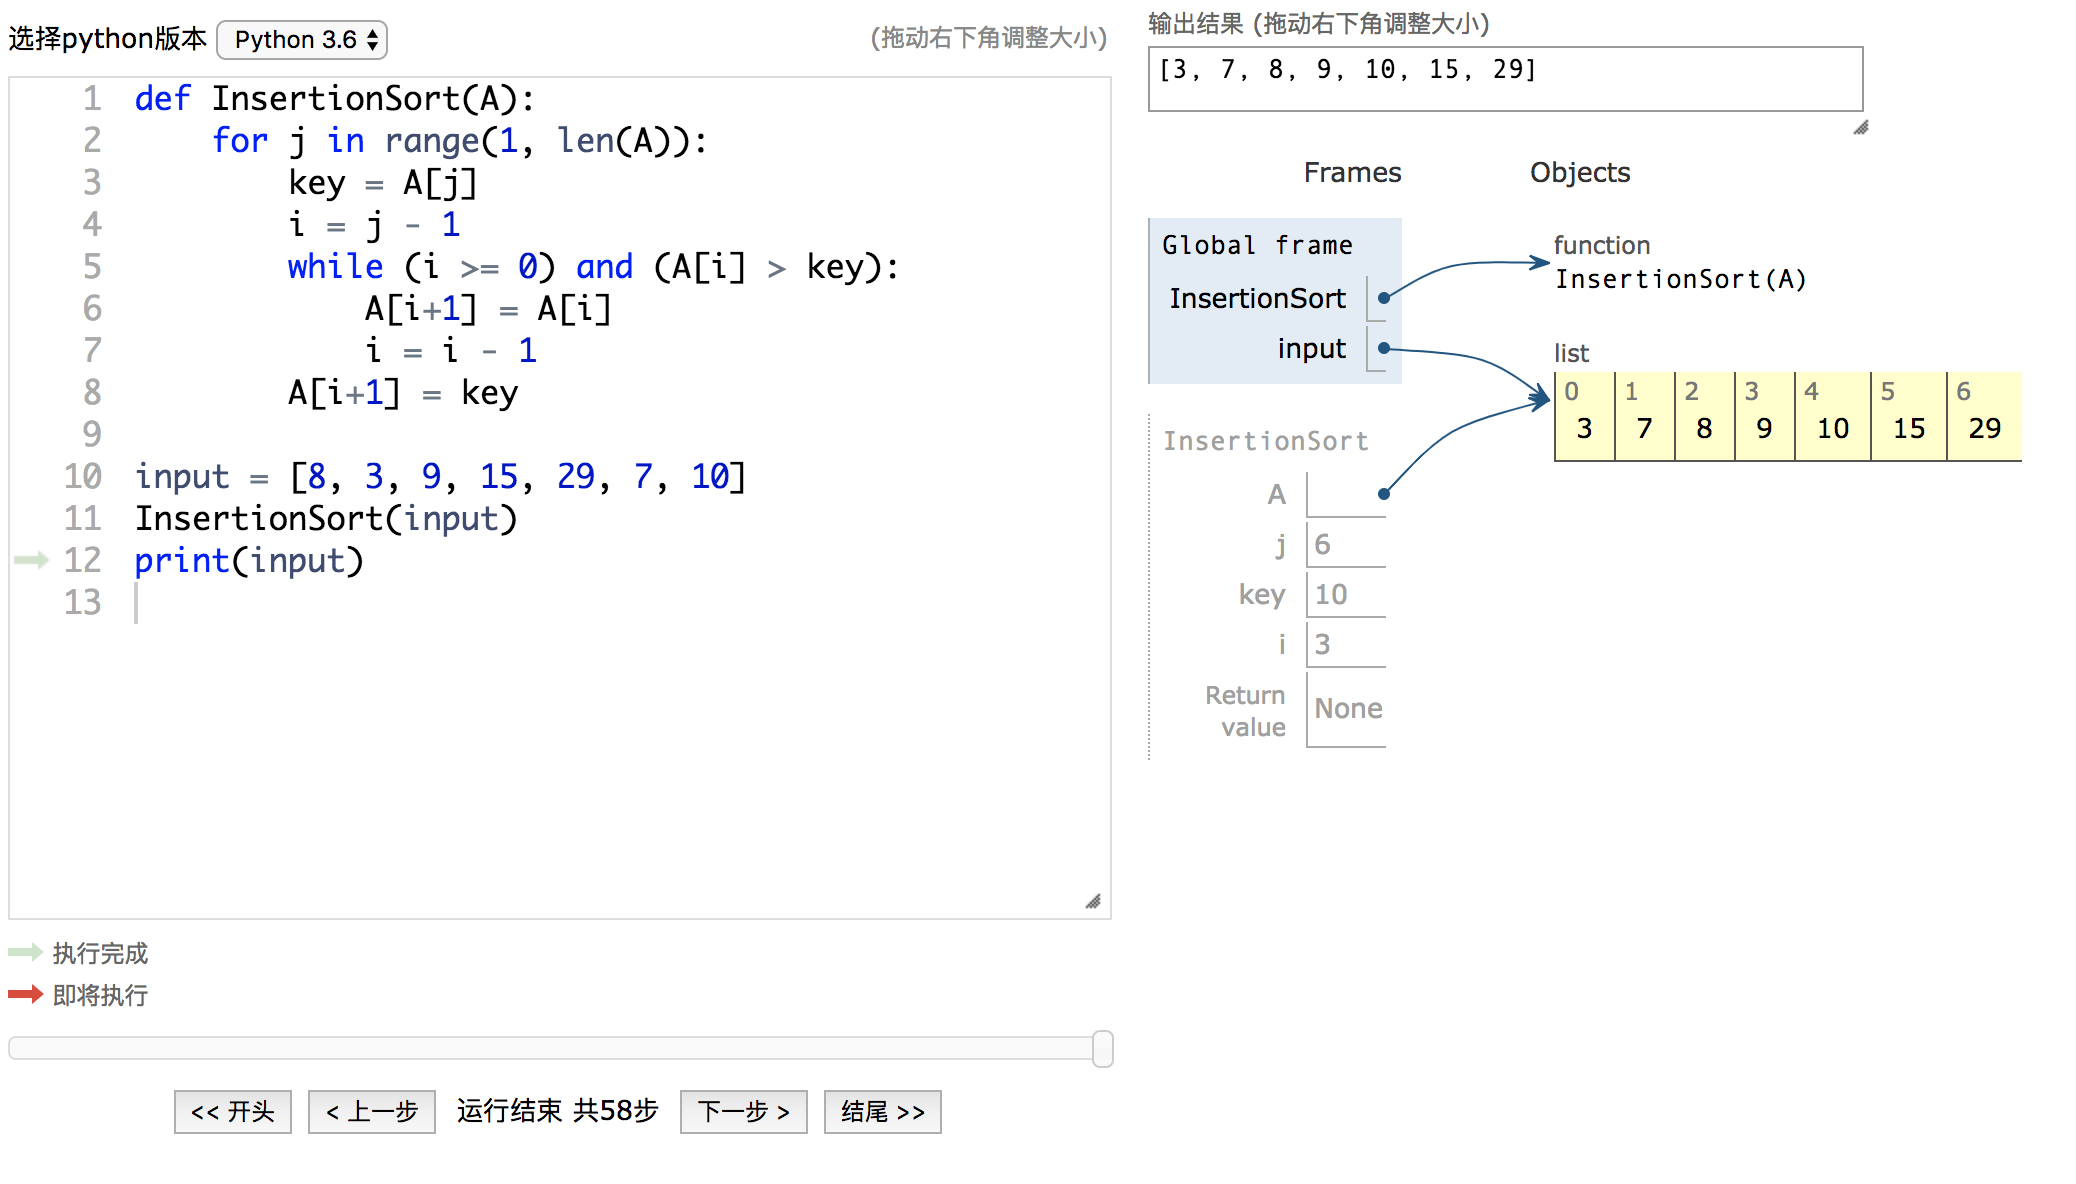 选择python版本 Python 3.6 (拖动右下角调整大小)
1 def InsertionSort(A):
2     for j in range(1, len(A)):
3         key = A[j]
4         i = j - 1
5         while (i >= 0) and (A[i] > key):
6             A[i+1] = A[i]
7             i = i - 1
8         A[i+1] = key
9
10 input = [8, 3, 9, 15, 29, 7, 10]
11 InsertionSort(input)
12 print(input)
13
执行完成
即将执行
<< 开头 < 上一步 运行结束 共58步 下一步 > 结尾 >>
输出结果 (拖动右下角调整大小)
[3, 7, 8, 9, 10, 15, 29]
Frames Objects
Global frame
InsertionSort
input
function
InsertionSort(A)
list
0 1 2 3 4 5 6
3 7 8 9 10 15 29
InsertionSort
A
j 6
key 10
i 3
Return
value None